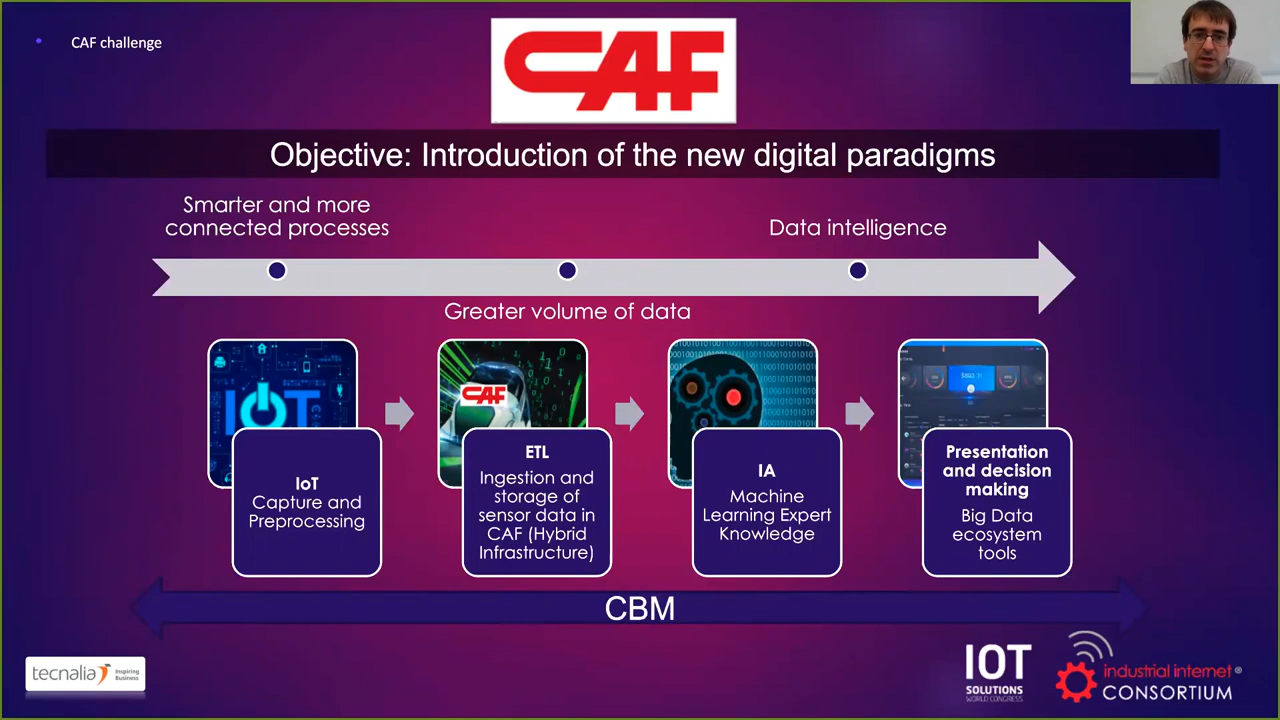 CAF challenge
CAF
Objective: Introduction of the new digital paradigms
Smarter and more
connected processes
Data intelligence
Greater volume of data
IoT
CAF
IoT
Capture and
Preprocessing
ETL
Ingestion and
storage of
sensor data in
CAF (Hybrid
Infrastructure)
IA
Machine
Learning Expert
Knowledge
Presentation
and decision
making
Big Data
ecosystem
tools
CBM
tecnalia Inspiring
Business
IOT
SOLUTIONS
WORLD CONGRESS
industrial internet®
CONSORTIUM